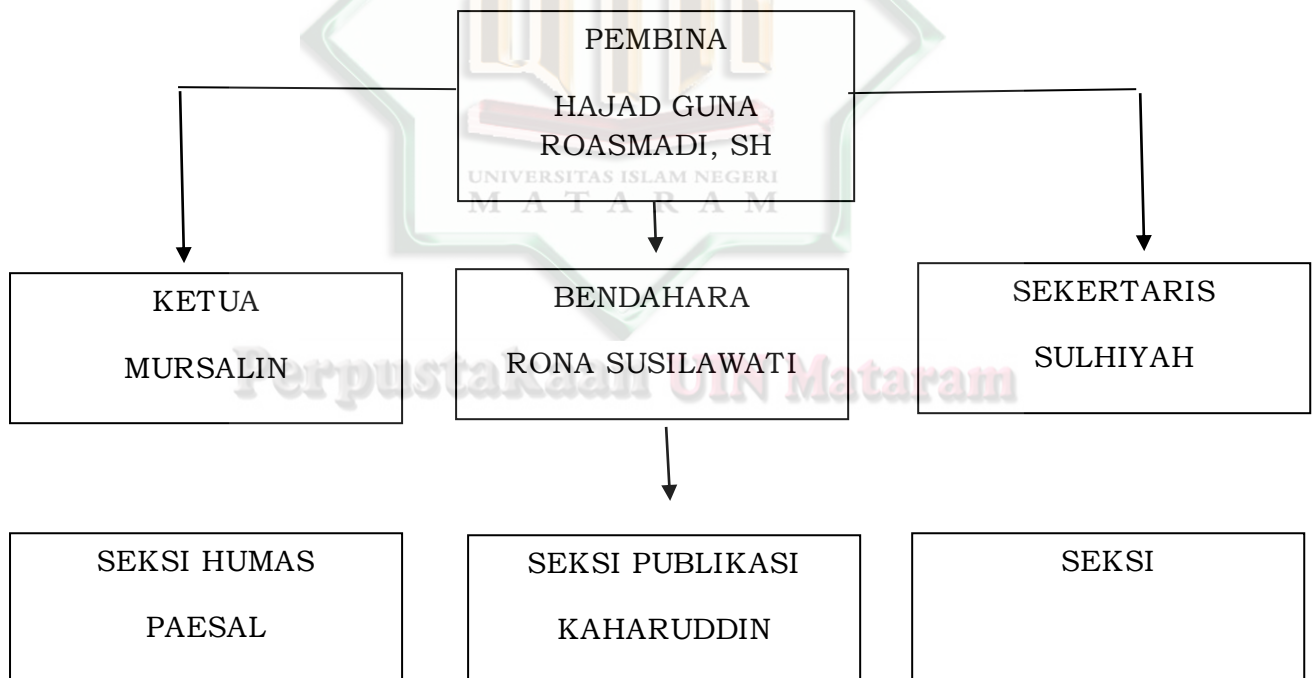 PEMBINA
HAJAD GUNA
ROASMADI, SH
UNIVERSITAS ISLAM NEGERI
MATARAM
KETUA
MURSALIN
BENDAHARA
RONA SUSILAWATI
SEKERTARIS
SULHIYAH
Perpustakaan UIN Mataram
SEKSI HUMAS
PAESAL
SEKSI PUBLIKASI
KAHARUDDIN
SEKSI